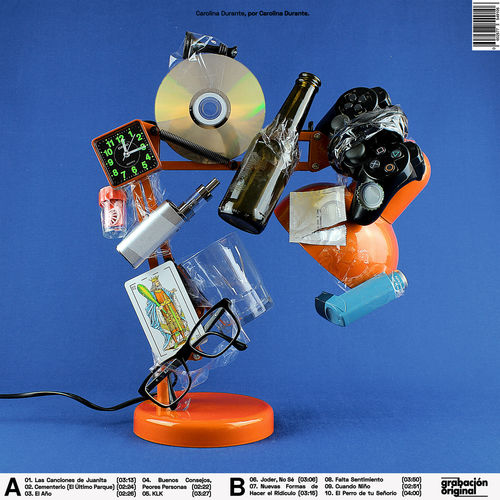 Carolina Durante, por Carolina Durante.
A
01. Las Canciones de Juanita (03:13)
02. Cementerio (El Último Parque) (02:24)
03. El Año (02:26)
04. Buenos Consejos,
Peores Personas (02:22)
05. KLK (03:27)
B
06. Joder, No Sé (03:06)
07. Nuevas Formas de
Hacer el Ridículo (03:15)
08. Falta Sentimiento (03:50)
09. Cuando Niño (02:51)
10. El Perro de tu Señorío (04:00)
grabación
original